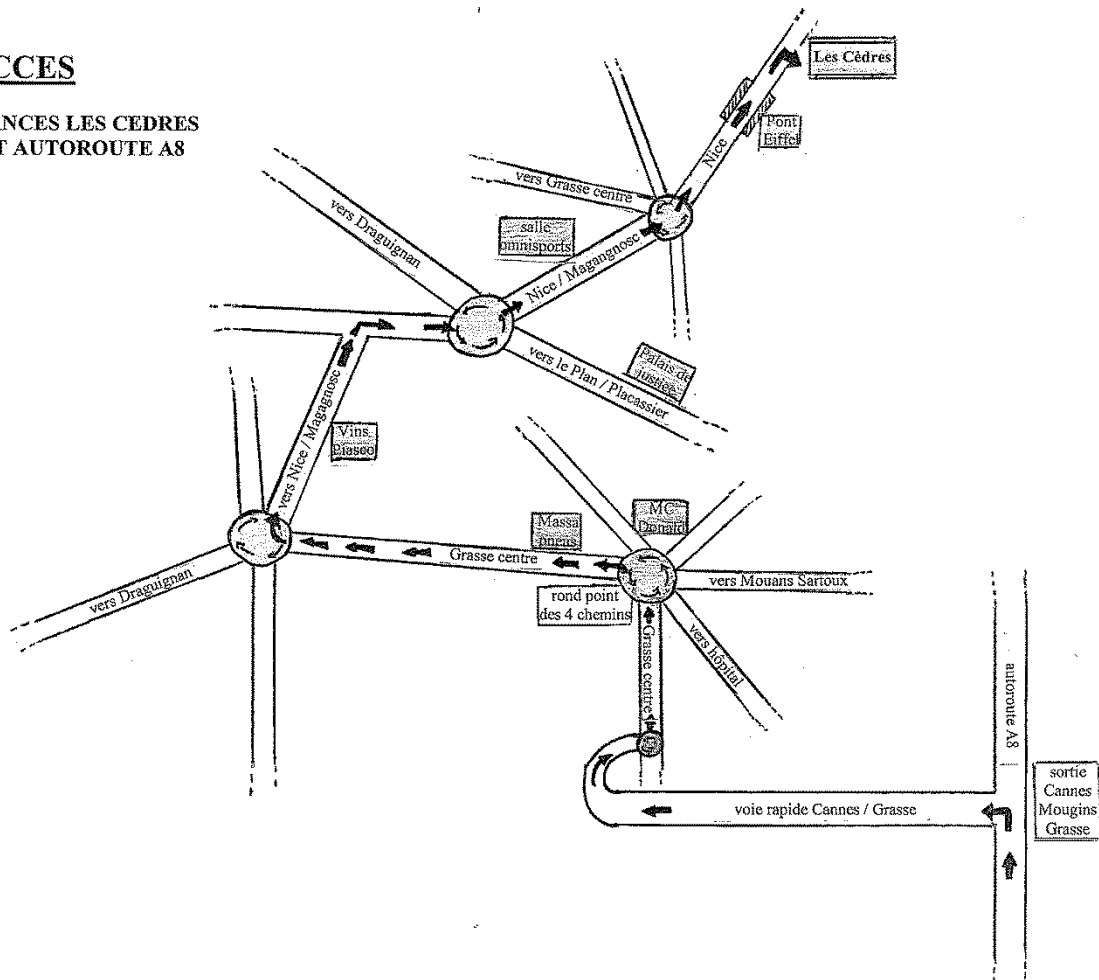 CCES
ANCES LES CEDRES
T AUTOROUTE A8
Les Cèdres
Pont
Eiffel
Nice
vers Grasse centre
salle
omnisports
vers Draguignan
Nice / Magangnosc
Palais de
justice
vers le Plan / Placassier
vers Nice / Magagnosc
Vins
MC
Donald
Massa
pneus
Grasse centre
vers Mouans Sartoux
rond point
des 4 chemins
vers Draguignan
Grasse centre
vers hôpital
autoroute A8
sortie
Cannes
Mougins
Grasse
voie rapide Cannes / Grasse